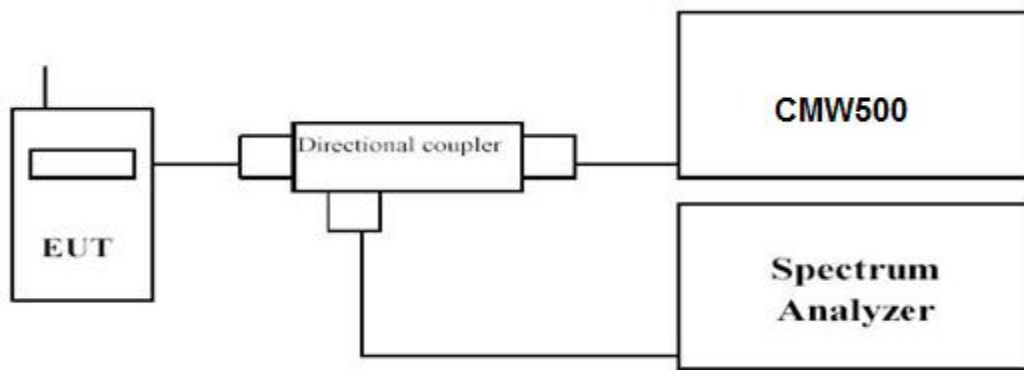 EUT
Directional coupler
CMW500
Spectrum
Analyzer